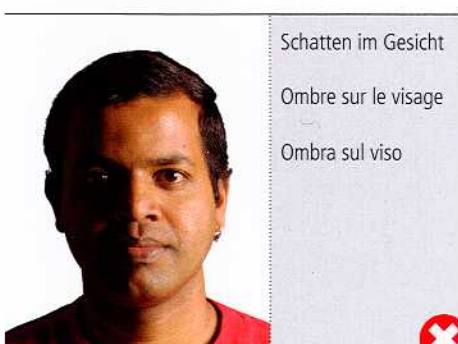 Schatten im Gesicht
Ombre sur le visage
Ombra sul viso